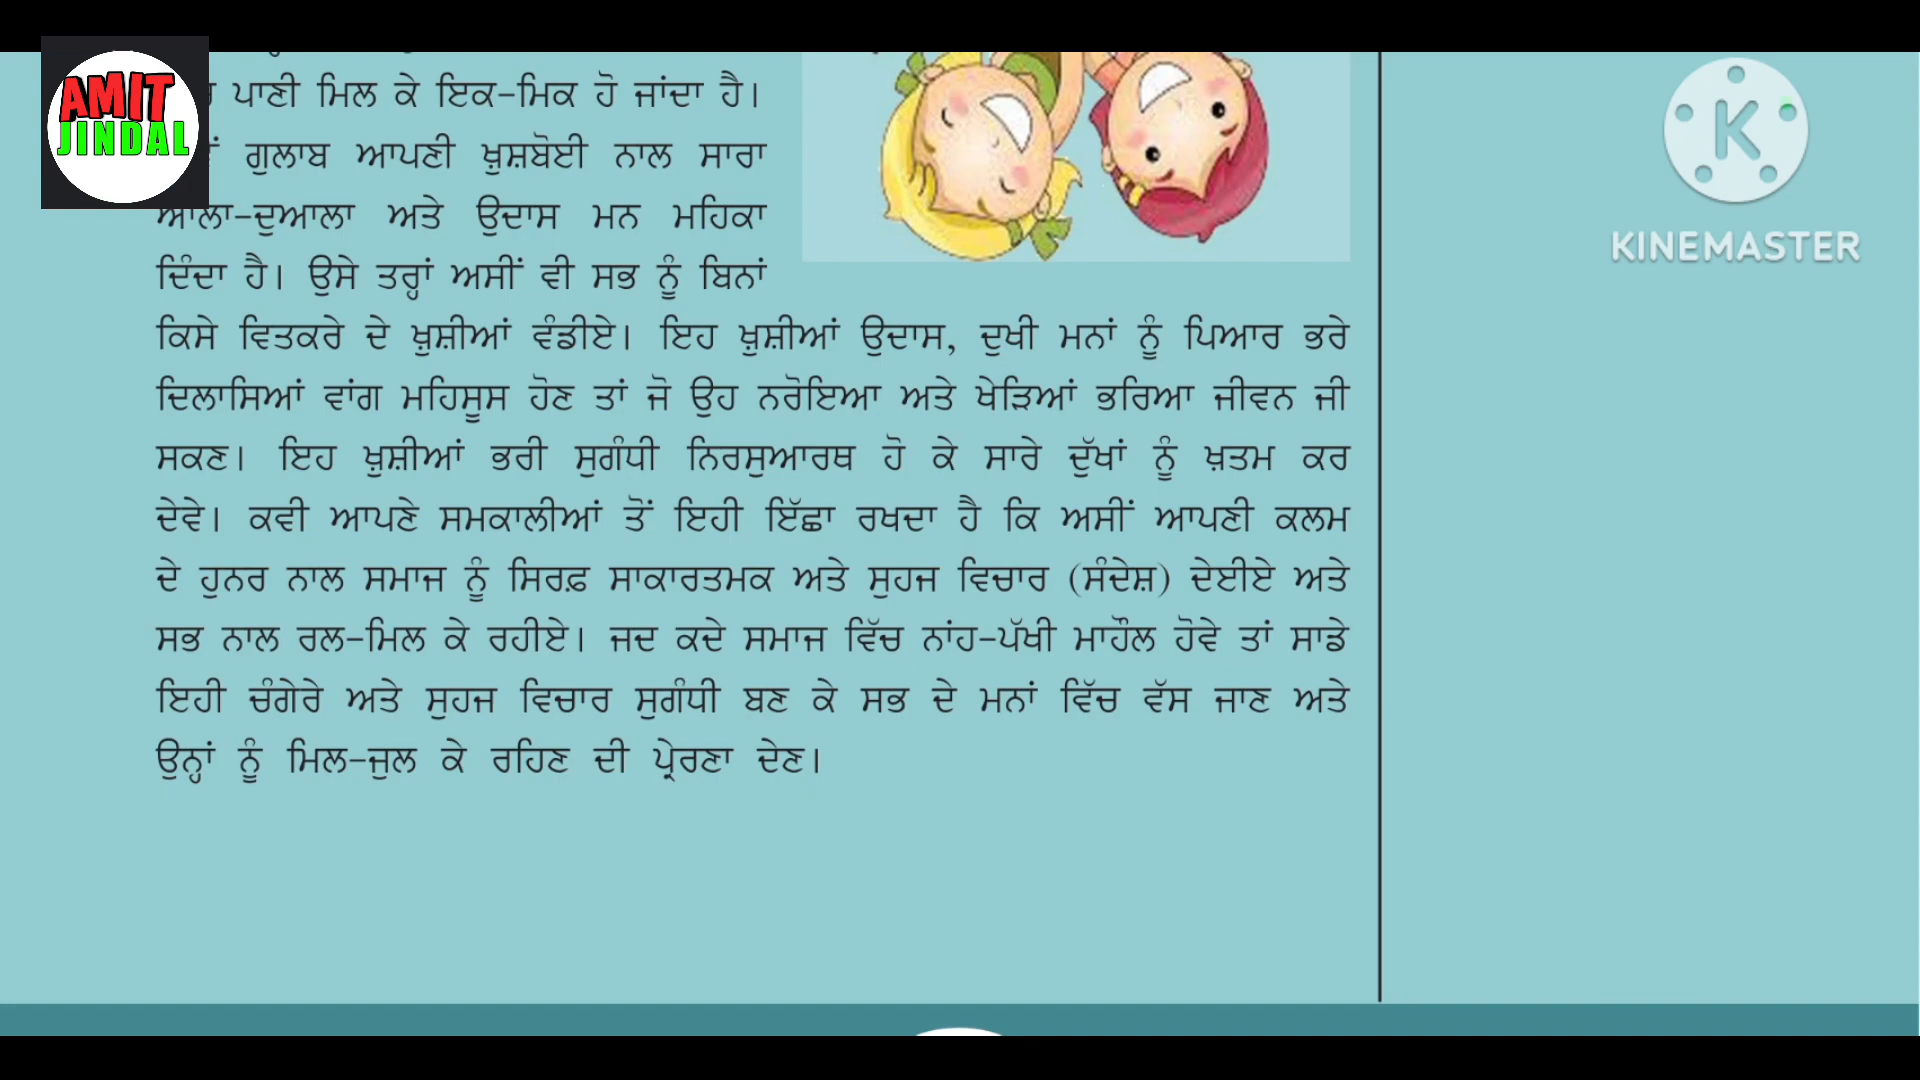 AMIT
JINDAL
ਪਾਣੀ ਮਿਲ ਕੇ ਇਕ-ਮਿਕ ਹੋ ਜਾਂਦਾ ਹੈ।
ਗੁਲਾਬ ਆਪਣੀ ਖ਼ੁਸ਼ਬੋਈ ਨਾਲ ਸਾਰਾ
ਆਲਾ-ਦੁਆਲਾ ਅਤੇ ਉਦਾਸ ਮਨ ਮਹਿਕਾ
ਦਿੰਦਾ ਹੈ। ਉਸੇ ਤਰ੍ਹਾਂ ਅਸੀਂ ਵੀ ਸਭ ਨੂੰ ਬਿਨਾਂ
ਕਿਸੇ ਵਿਤਕਰੇ ਦੇ ਖ਼ੁਸ਼ੀਆਂ ਵੰਡੀਏ। ਇਹ ਖ਼ੁਸ਼ੀਆਂ ਉਦਾਸ, ਦੁਖੀ ਮਨਾਂ ਨੂੰ ਪਿਆਰ ਭਰੇ
ਦਿਲਾਸਿਆਂ ਵਾਂਗ ਮਹਿਸੂਸ ਹੋਣ ਤਾਂ ਜੋ ਉਹ ਨਰੋਇਆ ਅਤੇ ਖੇੜਿਆਂ ਭਰਿਆ ਜੀਵਨ ਜੀ
ਸਕਣ। ਇਹ ਖ਼ੁਸ਼ੀਆਂ ਭਰੀ ਸੁਗੰਧੀ ਨਿਰਸੁਆਰਥ ਹੋ ਕੇ ਸਾਰੇ ਦੁੱਖਾਂ ਨੂੰ ਖ਼ਤਮ ਕਰ
ਦੇਵੇ। ਕਵੀ ਆਪਣੇ ਸਮਕਾਲੀਆਂ ਤੋਂ ਇਹੀ ਇੱਛਾ ਰਖਦਾ ਹੈ ਕਿ ਅਸੀਂ ਆਪਣੀ ਕਲਮ
ਦੇ ਹੁਨਰ ਨਾਲ ਸਮਾਜ ਨੂੰ ਸਿਰਫ਼ ਸਾਕਾਰਤਮਕ ਅਤੇ ਸੁਹਜ ਵਿਚਾਰ (ਸੰਦੇਸ਼) ਦੇਈਏ ਅਤੇ
ਸਭ ਨਾਲ ਰਲ-ਮਿਲ ਕੇ ਰਹੀਏ। ਜਦ ਕਦੇ ਸਮਾਜ ਵਿੱਚ ਨਾਂਹ-ਪੱਖੀ ਮਾਹੌਲ ਹੋਵੇ ਤਾਂ ਸਾਡੇ
ਇਹੀ ਚੰਗੇਰੇ ਅਤੇ ਸੁਹਜ ਵਿਚਾਰ ਸੁਗੰਧੀ ਬਣ ਕੇ ਸਭ ਦੇ ਮਨਾਂ ਵਿੱਚ ਵੱਸ ਜਾਣ ਅਤੇ
ਉਨ੍ਹਾਂ ਨੂੰ ਮਿਲ-ਜੁਲ ਕੇ ਰਹਿਣ ਦੀ ਪ੍ਰੇਰਣਾ ਦੇਣ।
K
KINEMASTER